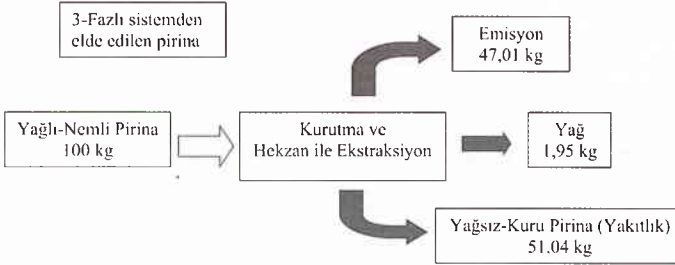 3-Fazlı sistemden
elde edilen pirina
Emisyon
47,01 kg
Yağlı-Nemli Pirina
100 kg
Kurutma ve
Hekzan ile Ekstraksiyon
Yağ
1,95 kg
Yağsız-Kuru Pirina (Yakıtlık)
51,04 kg